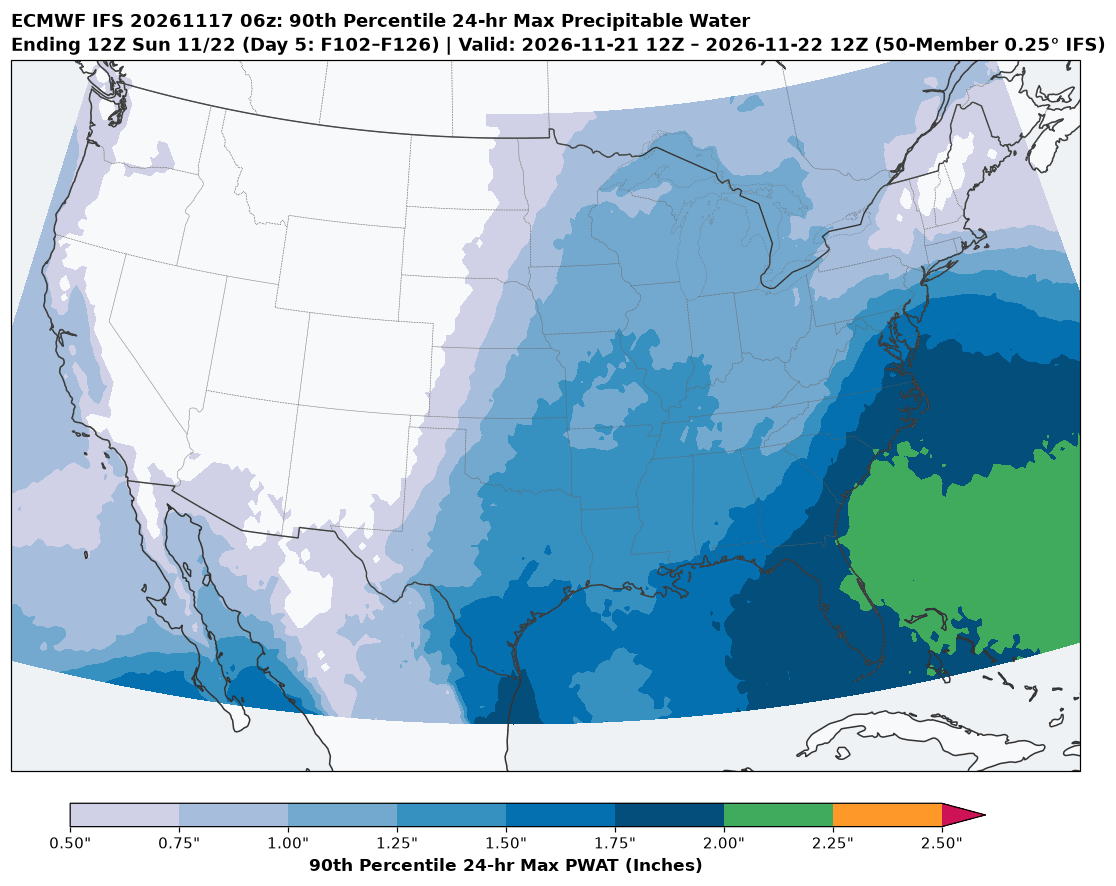 ECMWF IFS 20261117 06z: 90th Percentile 24-hr Max Precipitable Water
Ending 12Z Sun 11/22 (Day 5: F102–F126) | Valid: 2026-11-21 12Z – 2026-11-22 12Z (50-Member 0.25° IFS)
0.50" 0.75" 1.00" 1.25" 1.50" 1.75" 2.00" 2.25" 2.50"
90th Percentile 24-hr Max PWAT (Inches)